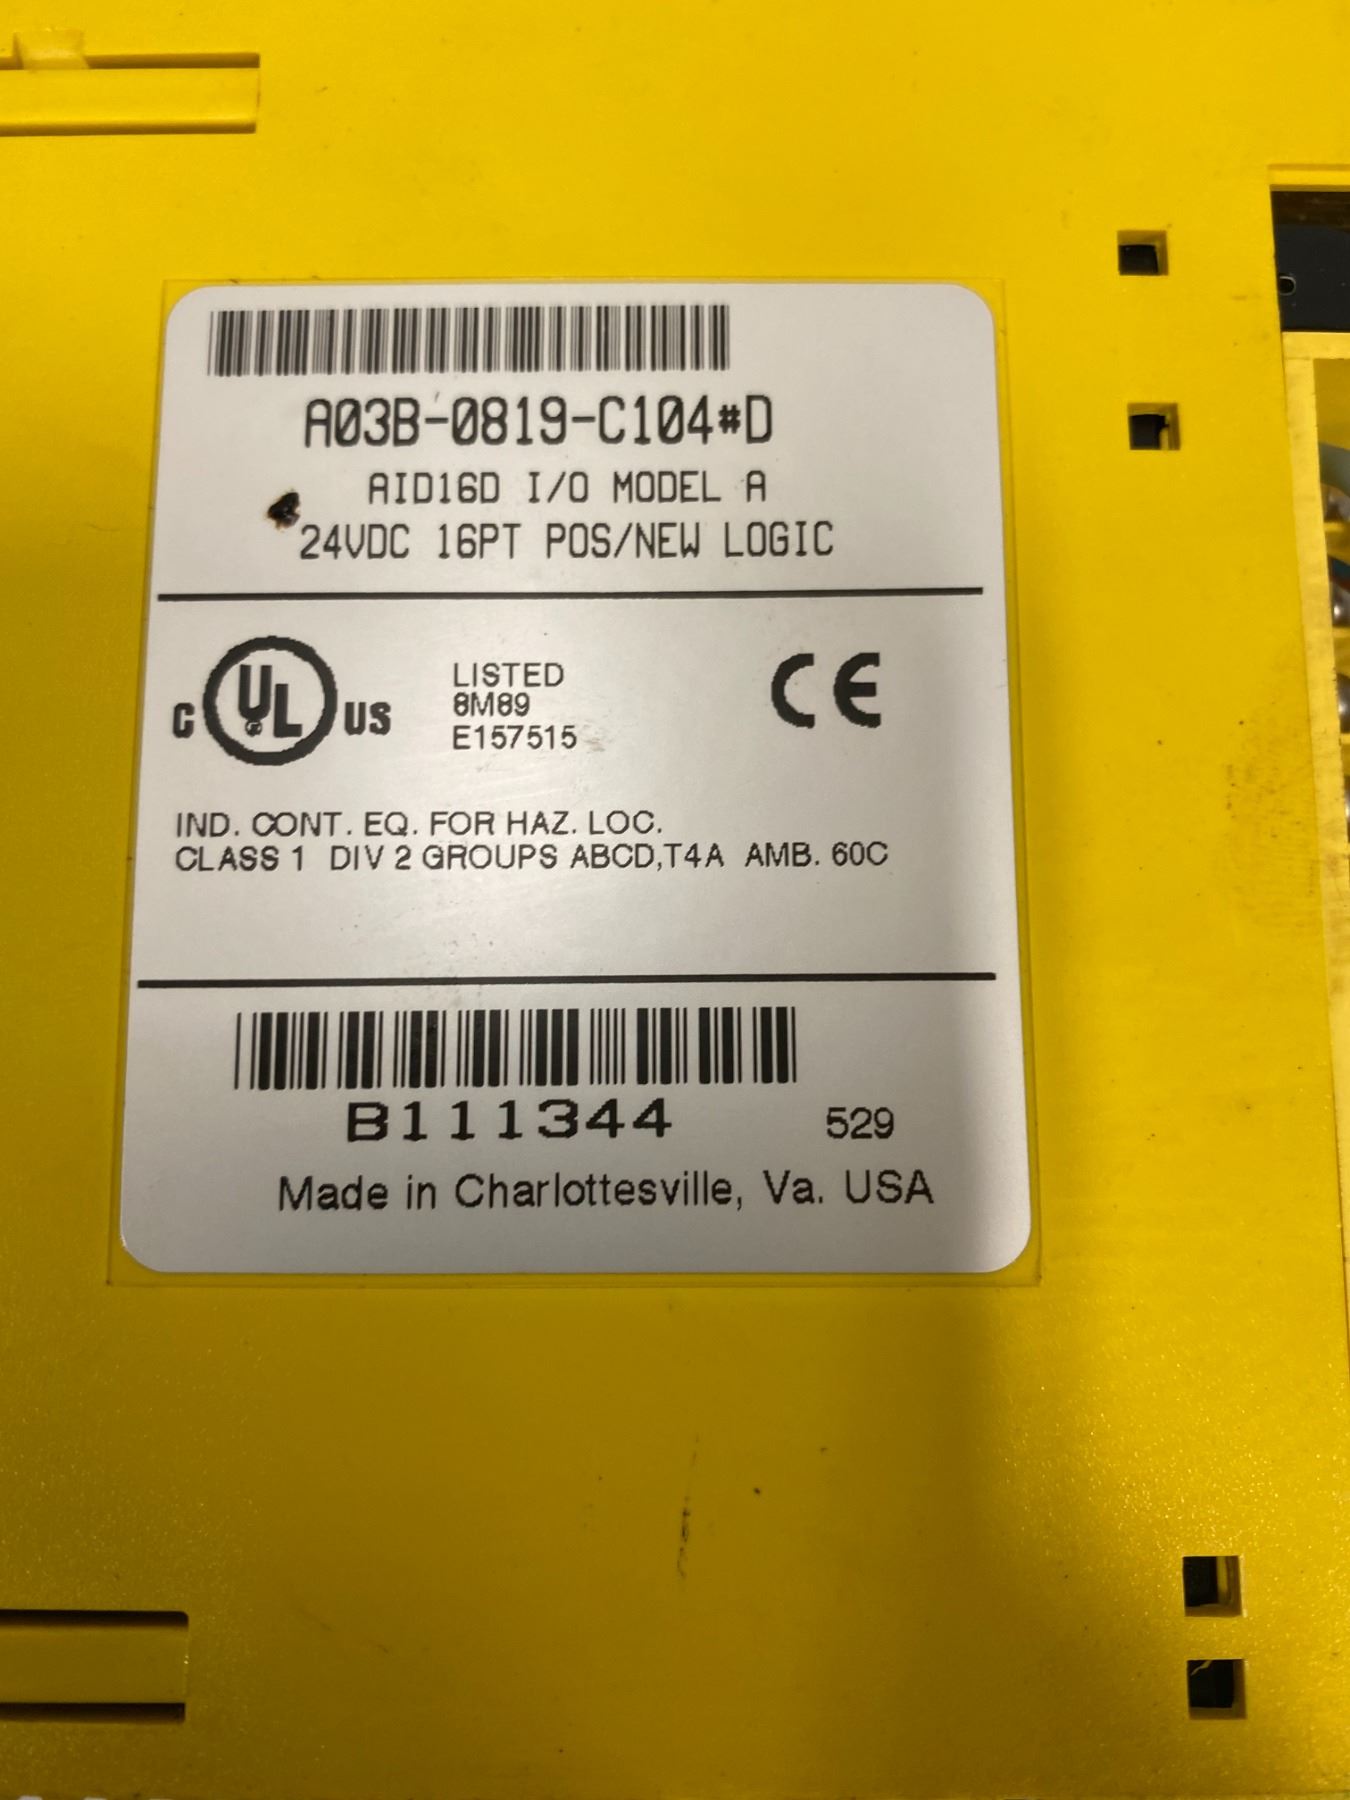 A03B-0819-C104#D
AID16D I/O MODEL A
24VDC 16PT POS/NEW LOGIC
C UL US
LISTED
8M89
E157515
CE
IND. CONT. EQ. FOR HAZ. LOC.
CLASS 1 DIV 2 GROUPS ABCD,T4A AMB. 60C
B111344 529
Made in Charlottesville, Va. USA